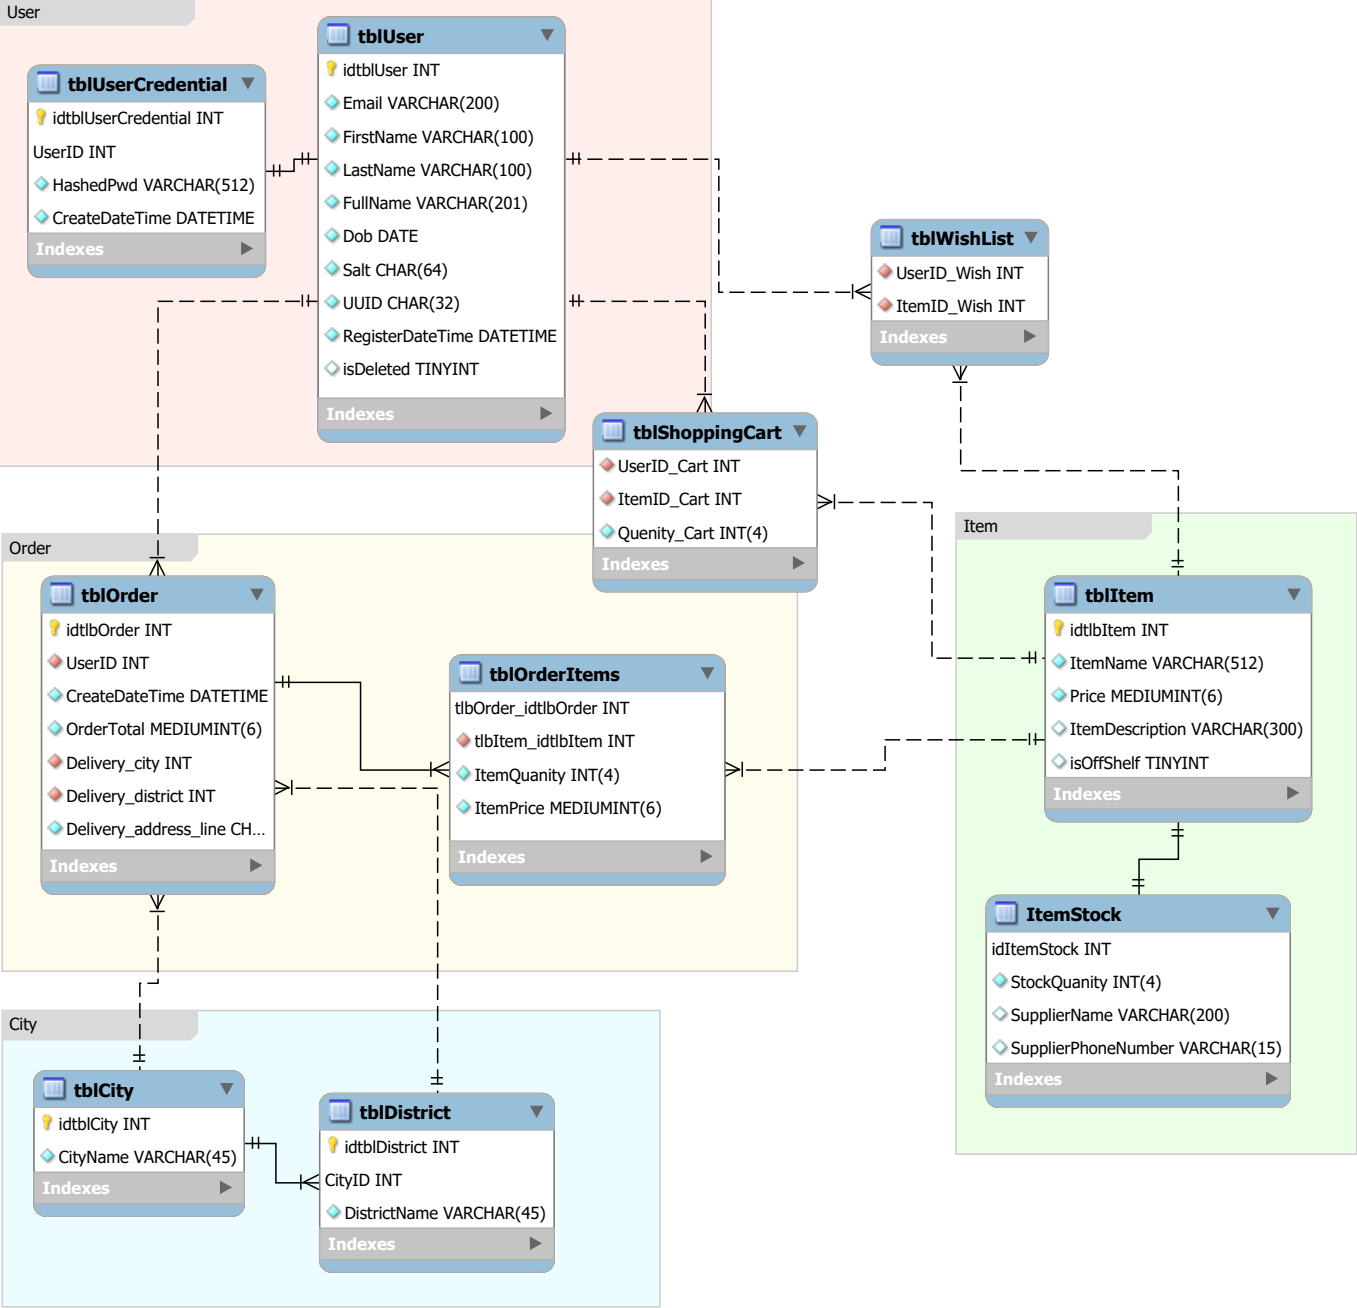 User
tblUser
idtblUser INT
Email VARCHAR(200)
FirstName VARCHAR(100)
LastName VARCHAR(100)
FullName VARCHAR(201)
Dob DATE
Salt CHAR(64)
UUID CHAR(32)
RegisterDateTime DATETIME
isDeleted TINYINT
Indexes
tblUserCredential
idtblUserCredential INT
UserID INT
HashedPwd VARCHAR(512)
CreateDateTime DATETIME
Indexes
tblWishList
UserID_Wish INT
ItemID_Wish INT
Indexes
tblShoppingCart
UserID_Cart INT
ItemID_Cart INT
Quenity_Cart INT(4)
Indexes
Order
tblOrder
idtlbOrder INT
UserID INT
CreateDateTime DATETIME
OrderTotal MEDIUMINT(6)
Delivery_city INT
Delivery_district INT
Delivery_address_line CH...
Indexes
tblOrderItems
tlbOrder_idtlbOrder INT
tlbItem_idtlbItem INT
ItemQuanity INT(4)
ItemPrice MEDIUMINT(6)
Indexes
Item
tblItem
idtlbItem INT
ItemName VARCHAR(512)
Price MEDIUMINT(6)
ItemDescription VARCHAR(300)
isOffShelf TINYINT
Indexes
ItemStock
idItemStock INT
StockQuanity INT(4)
SupplierName VARCHAR(200)
SupplierPhoneNumber VARCHAR(15)
Indexes
City
tblCity
idtblCity INT
CityName VARCHAR(45)
Indexes
tblDistrict
idtblDistrict INT
CityID INT
DistrictName VARCHAR(45)
Indexes